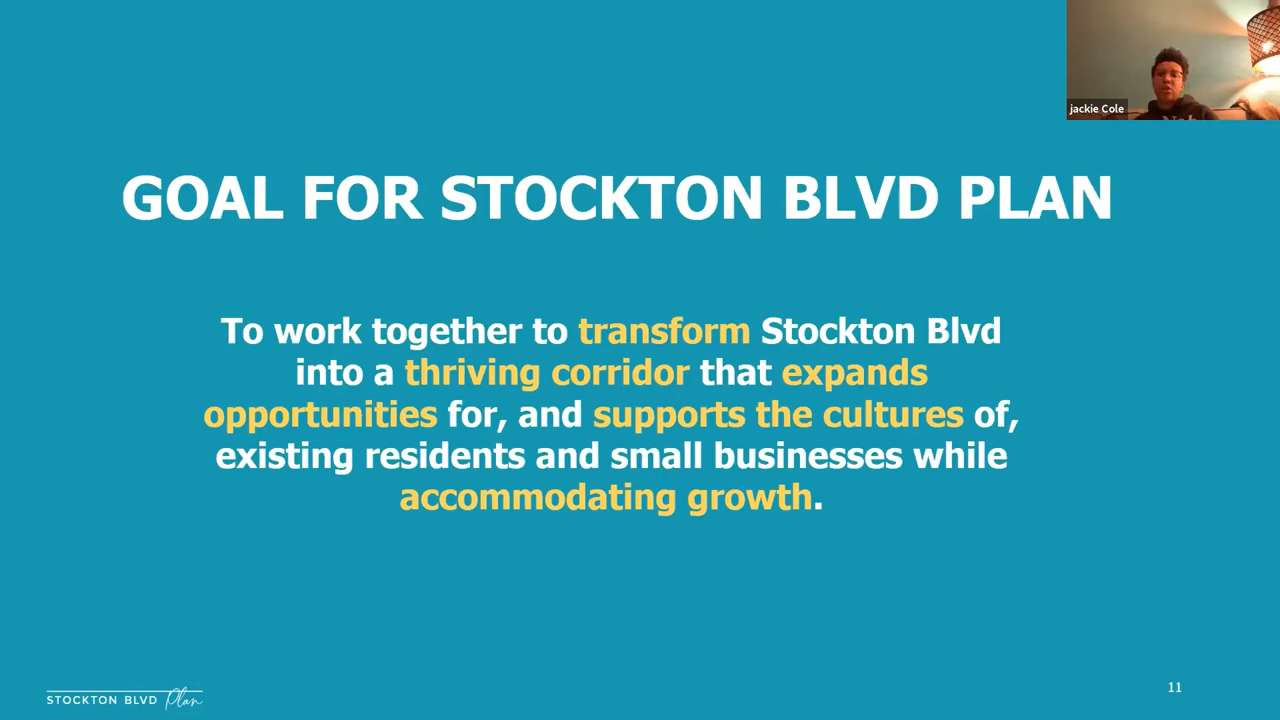 jackie Cole
GOAL FOR STOCKTON BLVD PLAN
To work together to transform Stockton Blvd
into a thriving corridor that expands
opportunities for, and supports the cultures of,
existing residents and small businesses while
accommodating growth.
STOCKTON BLVD Plan
11